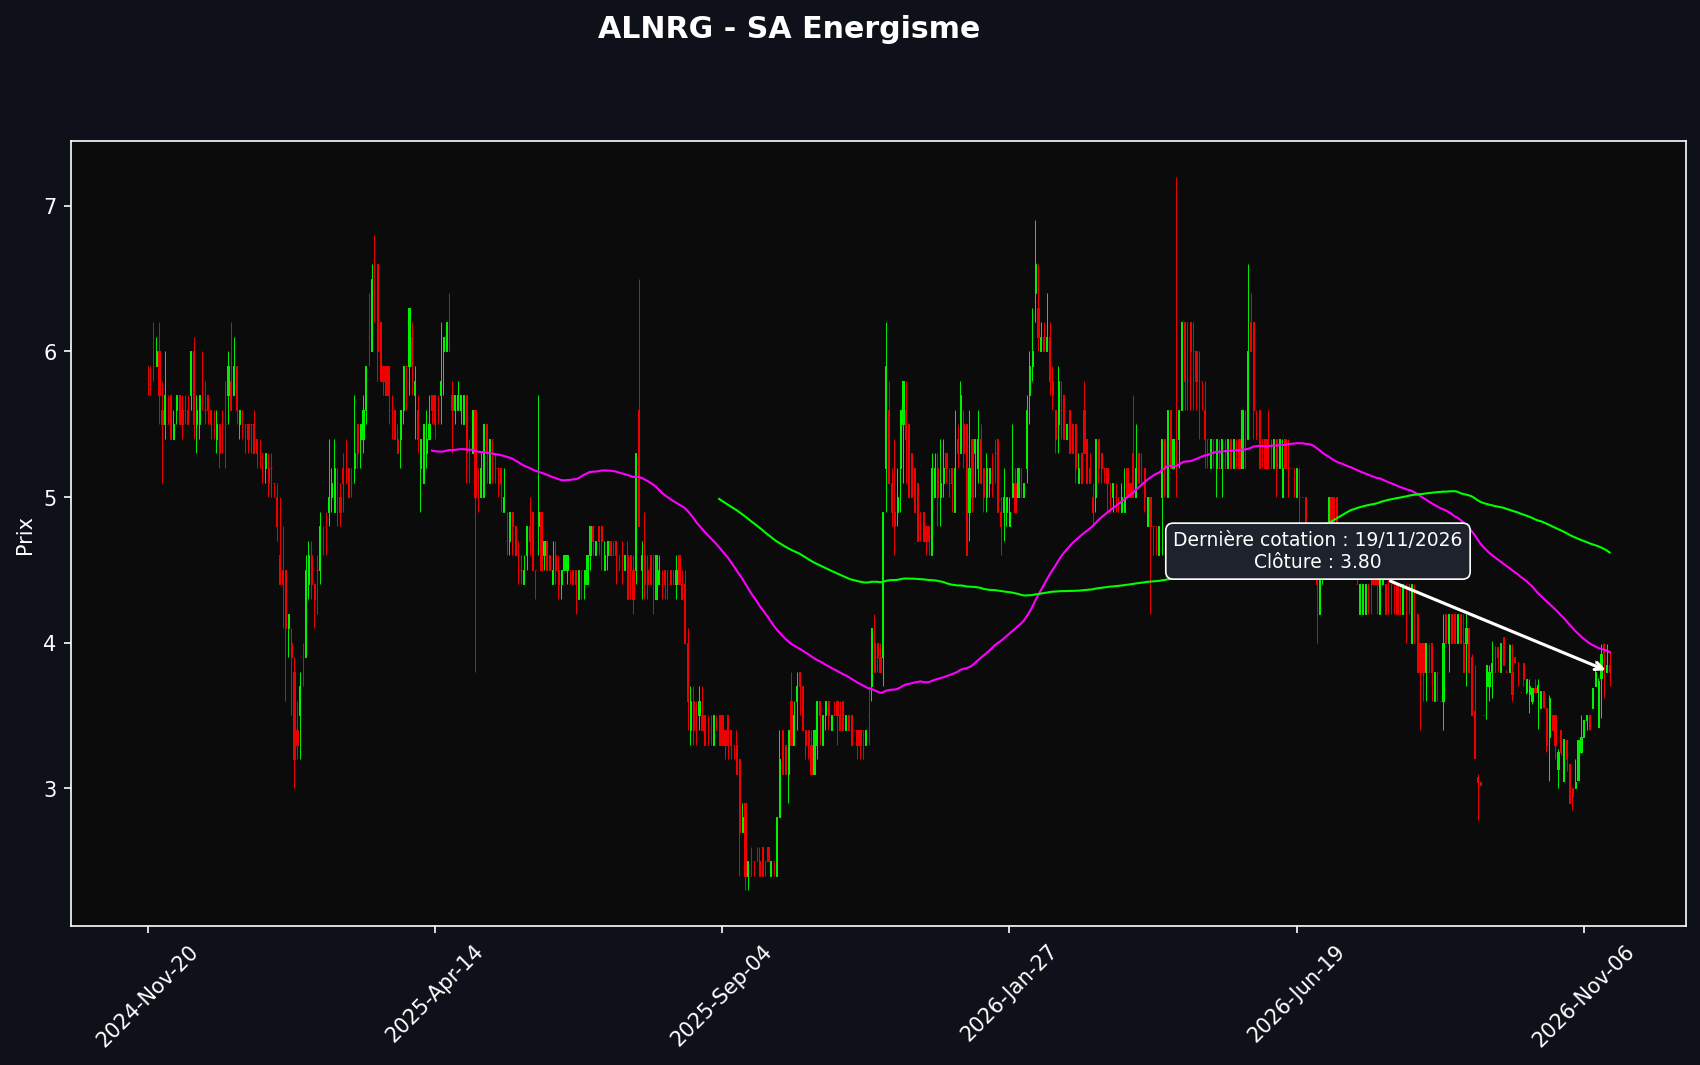 ALNRG - SA Energisme
Prix
7
6
5
4
3
Dernière cotation : 19/11/2026
Clôture : 3.80
2024-Nov-20
2025-Apr-14
2025-Sep-04
2026-Jan-27
2026-Jun-19
2026-Nov-06